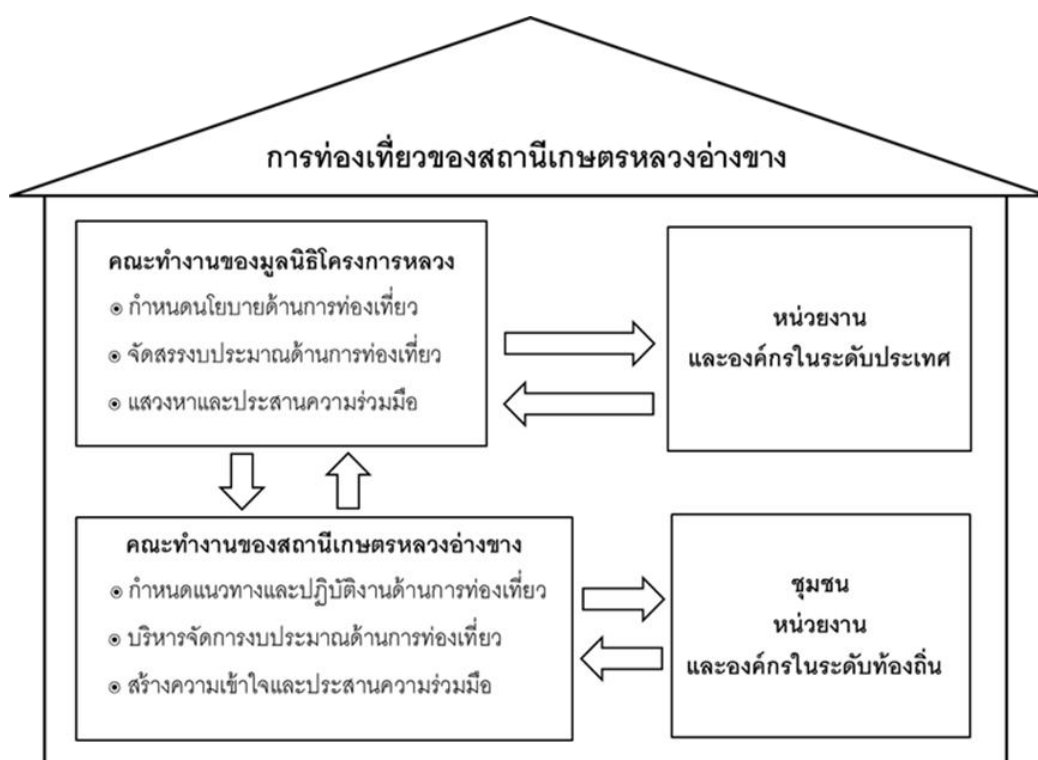 การท่องเที่ยวของสถานีเกษตรหลวงอ่างขาง
คณะทำงานของมูลนิธิโครงการหลวง
กำหนดนโยบายด้านการท่องเที่ยว
จัดสรรงบประมาณด้านการท่องเที่ยว
แสวงหาและประสานความร่วมมือ
หน่วยงาน
และองค์กรในระดับประเทศ
คณะทำงานของสถานีเกษตรหลวงอ่างขาง
กำหนดแนวทางและปฏิบัติงานด้านการท่องเที่ยว
บริหารจัดการงบประมาณด้านการท่องเที่ยว
สร้างความเข้าใจและประสานความร่วมมือ
ชุมชน
หน่วยงาน
และองค์กรในระดับท้องถิ่น